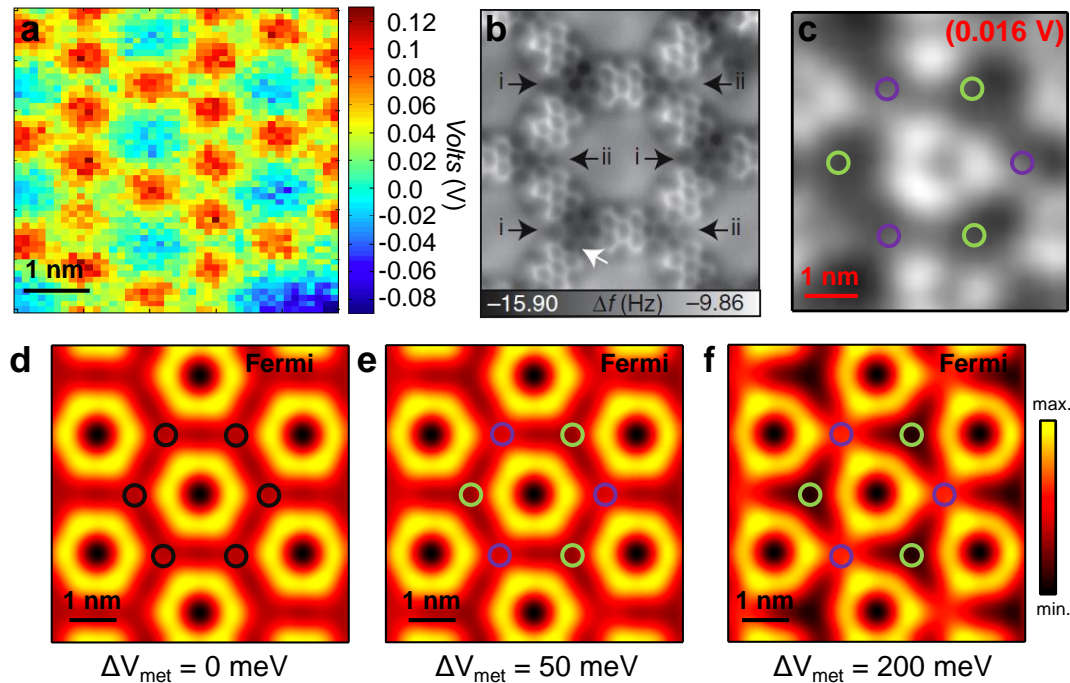 a
0.12
0.11
0.08
0.06
0.04
0.02
0.0
-0.02
-0.04
-0.06
-0.08
Volts (V)
1 nm
b
i
ii
ii
i
i
ii
−15.90 Δf (Hz) −9.86
c
(0.016 V)
1 nm
d
Fermi
1 nm
ΔVmet = 0 meV
e
Fermi
1 nm
ΔVmet = 50 meV
f
Fermi
1 nm
ΔVmet = 200 meV
max.
min.